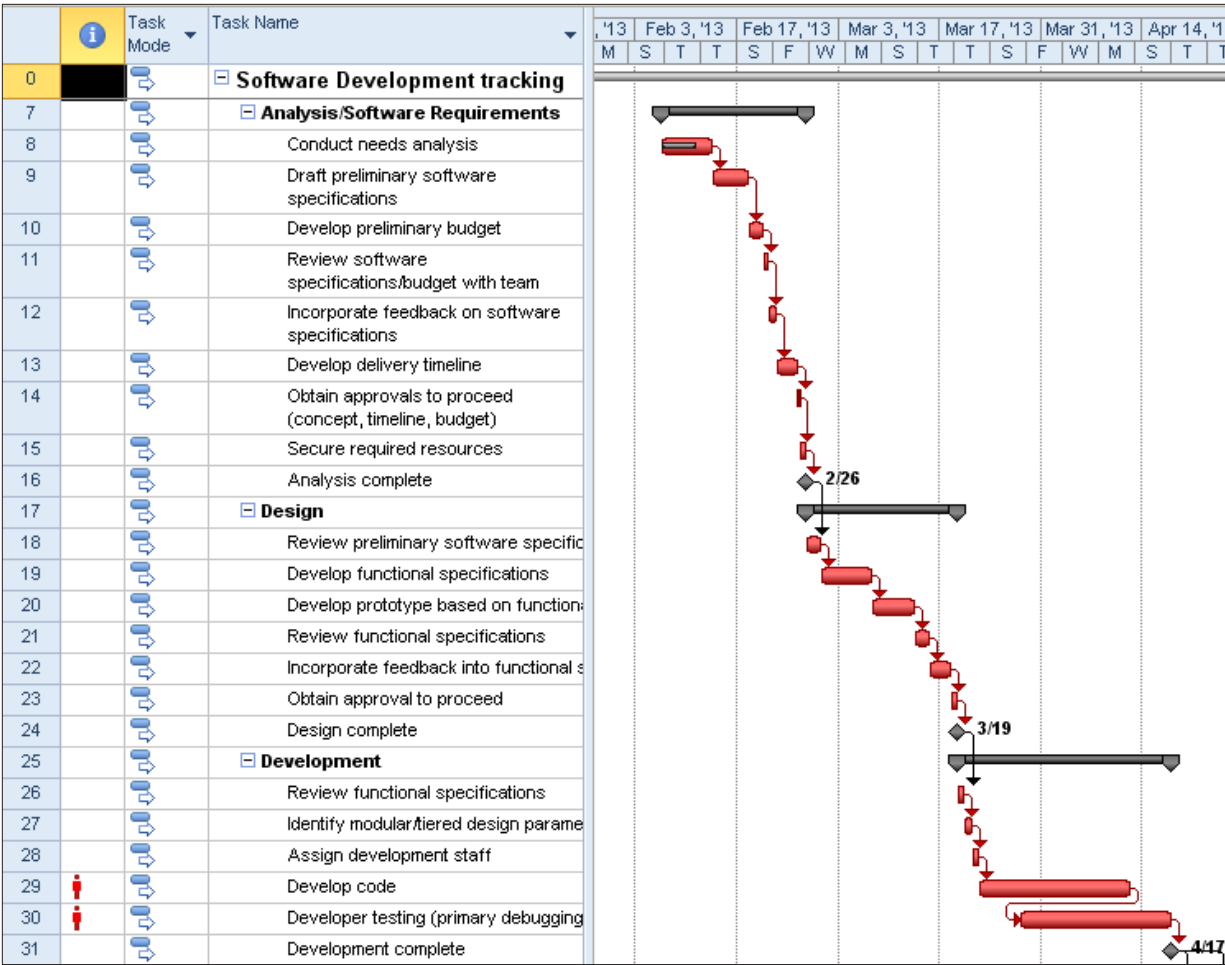 Task Mode
Task Name
, '13 Feb 3, '13 Feb 17, '13 Mar 3, '13 Mar 17, '13 Mar 31, '13 Apr 14, '1
M S T T S F W M S T T S F W M S T T
0 Software Development tracking
7 Analysis/Software Requirements
8 Conduct needs analysis
9 Draft preliminary software
specifications
10 Develop preliminary budget
11 Review software
specifications/budget with team
12 Incorporate feedback on software
specifications
13 Develop delivery timeline
14 Obtain approvals to proceed
(concept, timeline, budget)
15 Secure required resources
16 Analysis complete 2/26
17 Design
18 Review preliminary software specific
19 Develop functional specifications
20 Develop prototype based on function
21 Review functional specifications
22 Incorporate feedback into functional s
23 Obtain approval to proceed
24 Design complete 3/19
25 Development
26 Review functional specifications
27 Identify modular/tiered design parame
28 Assign development staff
29 Develop code
30 Developer testing (primary debugging
31 Development complete 4/17